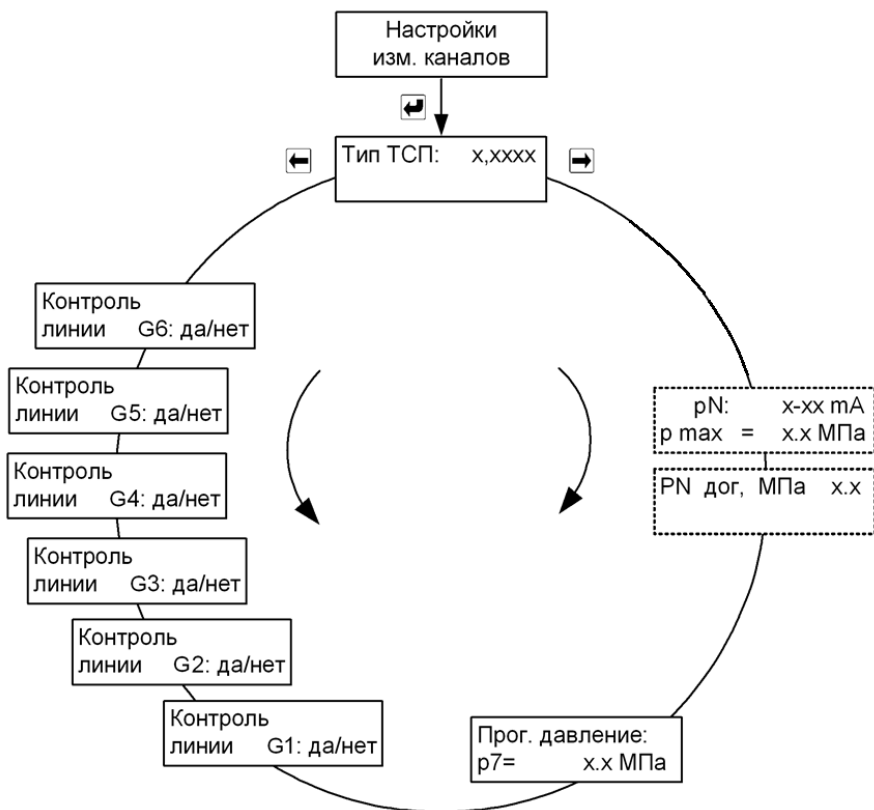 Настройки
изм. каналов
Тип ТСП: х,хххх
Контроль
линии G6: да/нет
Контроль
линии G5: да/нет
Контроль
линии G4: да/нет
Контроль
линии G3: да/нет
Контроль
линии G2: да/нет
Контроль
линии G1: да/нет
pN: х-хх mA
p max = х.х МПа
PN дог, МПа х.х
Прог. давление:
p7= х.х МПа